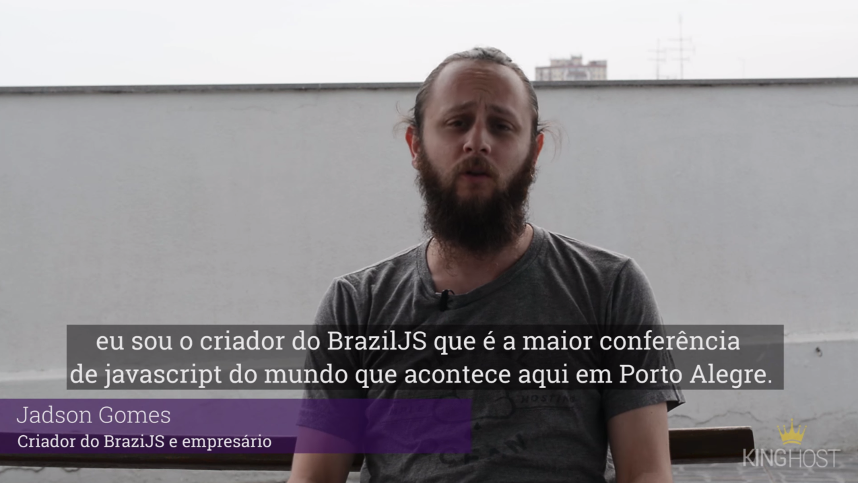 eu sou o criador do BrazilJS que é a maior conferência
de javascript do mundo que acontece aqui em Porto Alegre.
Jadson Gomes
Criador do BraziJS e empresário
KINGHOST